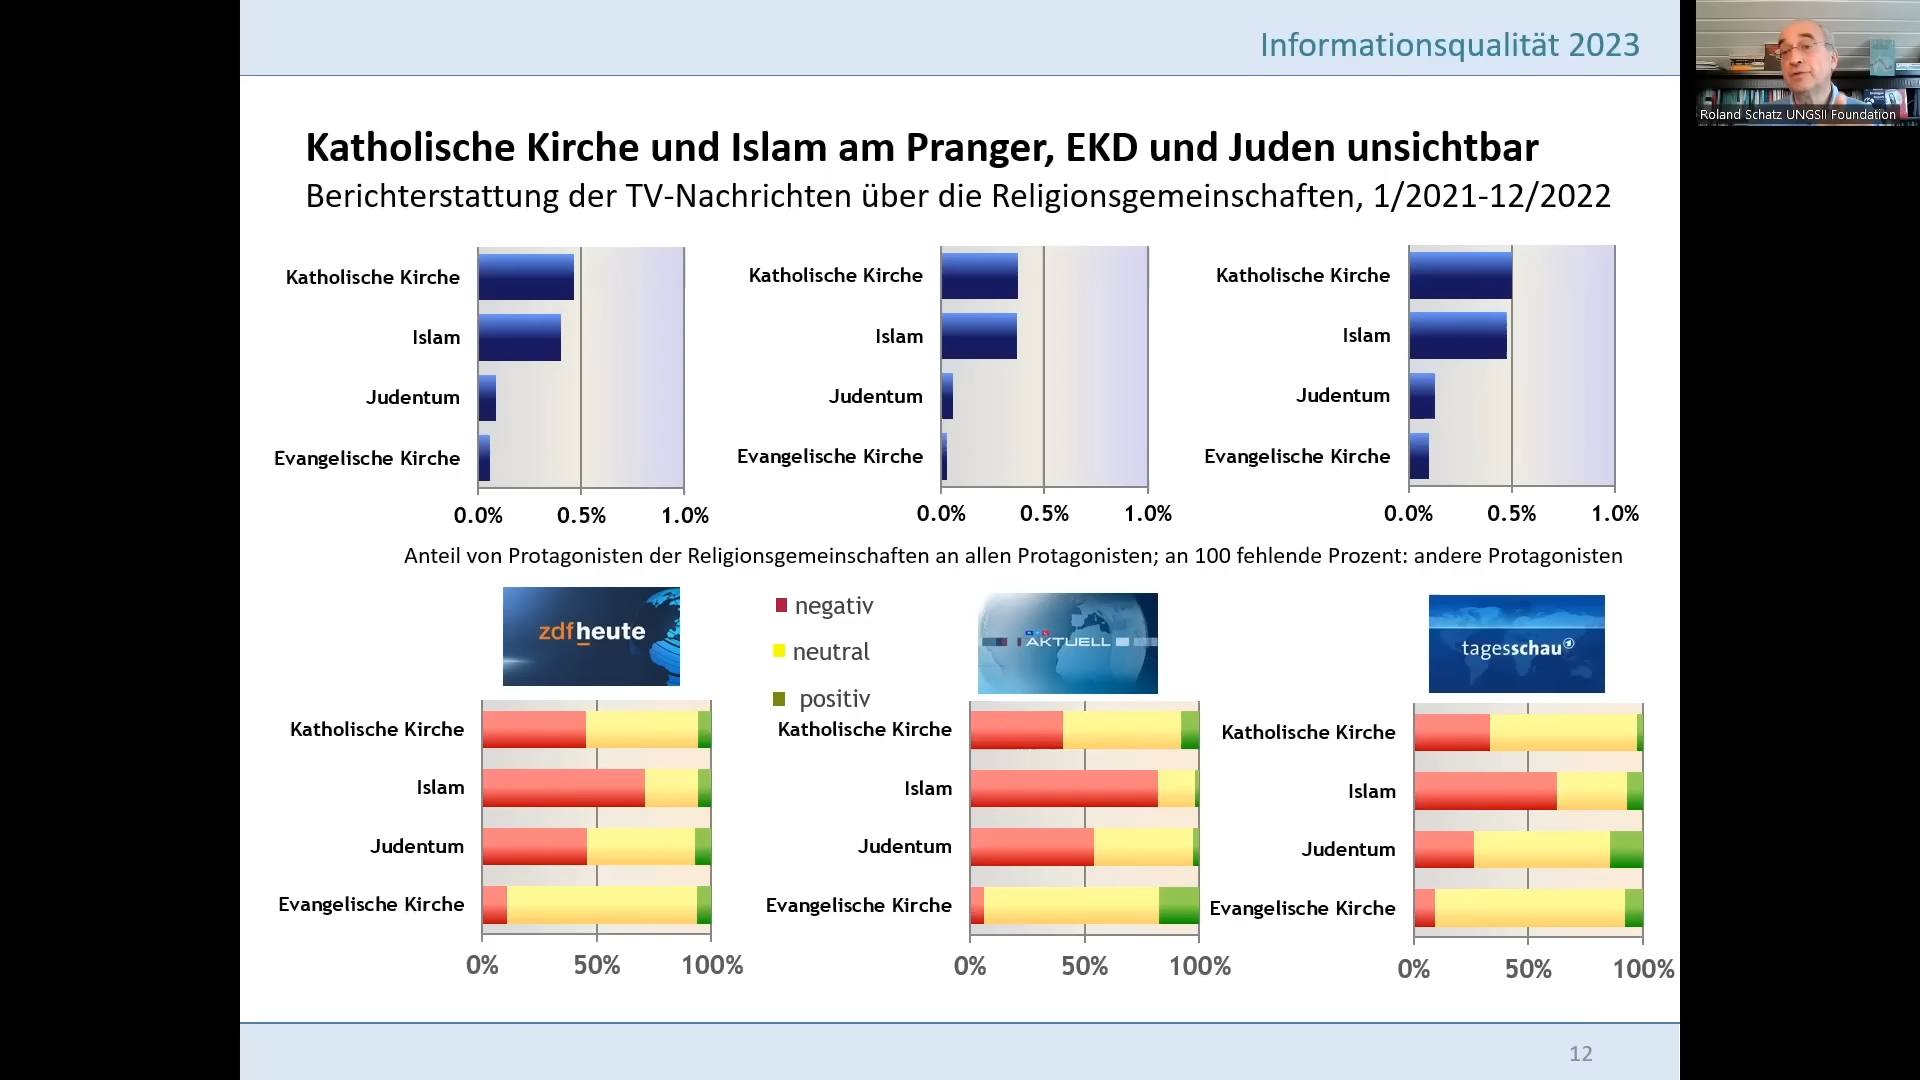 Informationsqualität 2023
Roland Schatz UNGSII Foundation
Katholische Kirche und Islam am Pranger, EKD und Juden unsichtbar
Berichterstattung der TV-Nachrichten über die Religionsgemeinschaften, 1/2021-12/2022
Katholische Kirche
Islam
Judentum
Evangelische Kirche
0.0% 0.5% 1.0%
Katholische Kirche
Islam
Judentum
Evangelische Kirche
0.0% 0.5% 1.0%
Katholische Kirche
Islam
Judentum
Evangelische Kirche
0.0% 0.5% 1.0%
Anteil von Protagonisten der Religionsgemeinschaften an allen Protagonisten; an 100 fehlende Prozent: andere Protagonisten
zdfheute
negativ
neutral
positiv
AKTUELL
tagesschau
Katholische Kirche
Islam
Judentum
Evangelische Kirche
0% 50% 100%
Katholische Kirche
Islam
Judentum
Evangelische Kirche
0% 50% 100%
Katholische Kirche
Islam
Judentum
Evangelische Kirche
0% 50% 100%
12